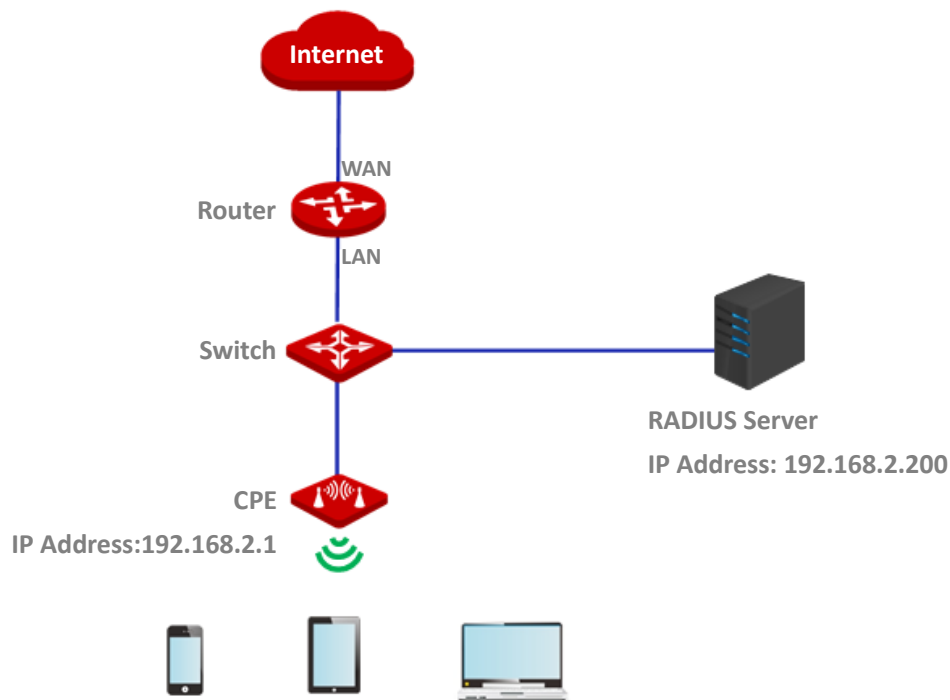 Internet
WAN
Router
LAN
Switch
RADIUS Server
IP Address: 192.168.2.200
CPE
IP Address:192.168.2.1